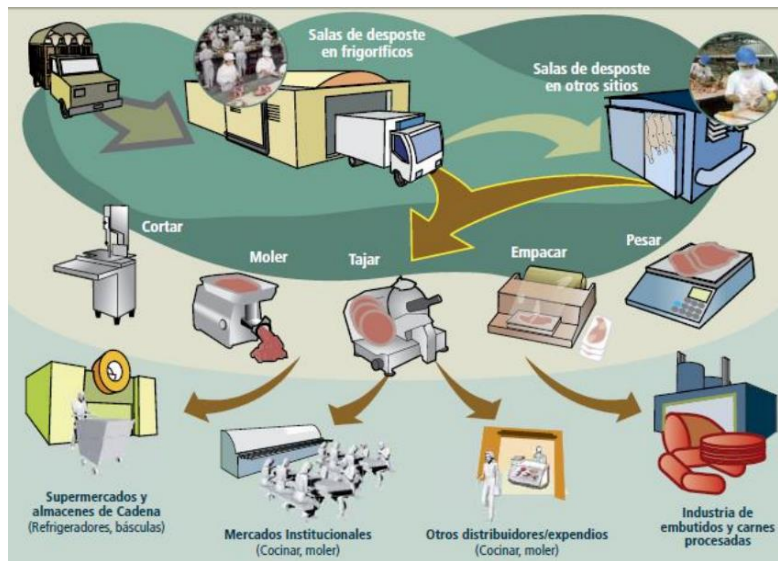 Salas de desposte
en frigoríficos
Salas de desposte
en otros sitios
Cortar
Moler
Tajar
Empacar
Pesar
Supermercados y
almacenes de Cadena
(Refrigeradores, básculas)
Mercados Institucionales
(Cocinar, moler)
Otros distribuidores/expendios
(Cocinar, moler)
Industria de
embutidos y carnes
procesadas